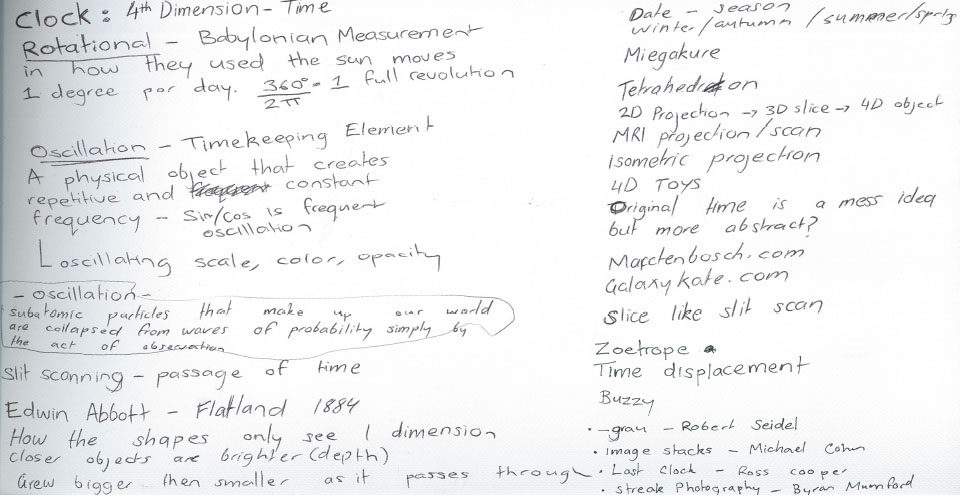 Clock: 4th Dimension - Time
Rotational - Babylonian Measurement
in how they used the sun moves
1 degree per day. 360°/2π = 1 full revolution
Oscillation - Timekeeping Element
A physical object that creates
repetitive and constant
frequency - Sin/Cos is frequent
oscillation
oscillating scale, color, opacity
- oscillation -
subatomic particles that make up our world
are collapsed from waves of probability simply by
the act of observation
Slit scanning - passage of time
Edwin Abbott - Flatland 1884
How the shapes only see 1 dimension
closer objects are brighter (depth)
Grew bigger then smaller as it passes through
Date - season
winter/autumn/summer/spring
Miegakure
Tetrahedron
2D Projection → 3D slice → 4D object
MRI projection/scan
Isometric projection
4D Toys
Original time is a mess idea
but more abstract?
Marctenbosch.com
Galaxykate.com
Slice like slit scan
Zoetrope
Time displacement
Buzzy
• -grau - Robert Seidel
• Image stacks - Michael Cohen
• Last Clock - Ross cooper
• streak Photography - Byran Mumford